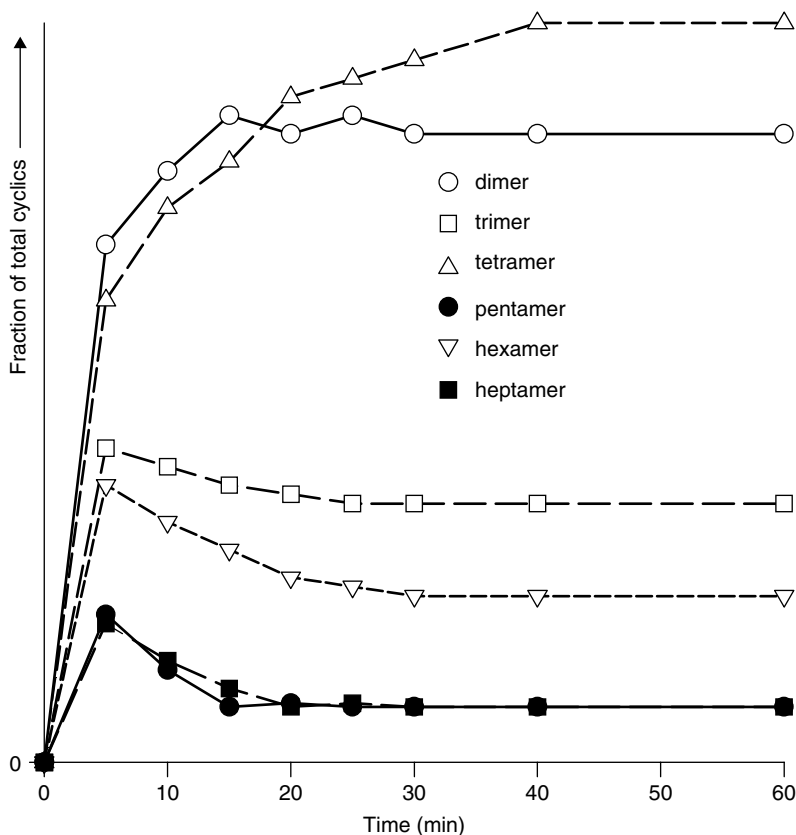 Fraction of total cyclics
dimer
trimer
tetramer
pentamer
hexamer
heptamer
0
0 10 20 30 40 50 60
Time (min)